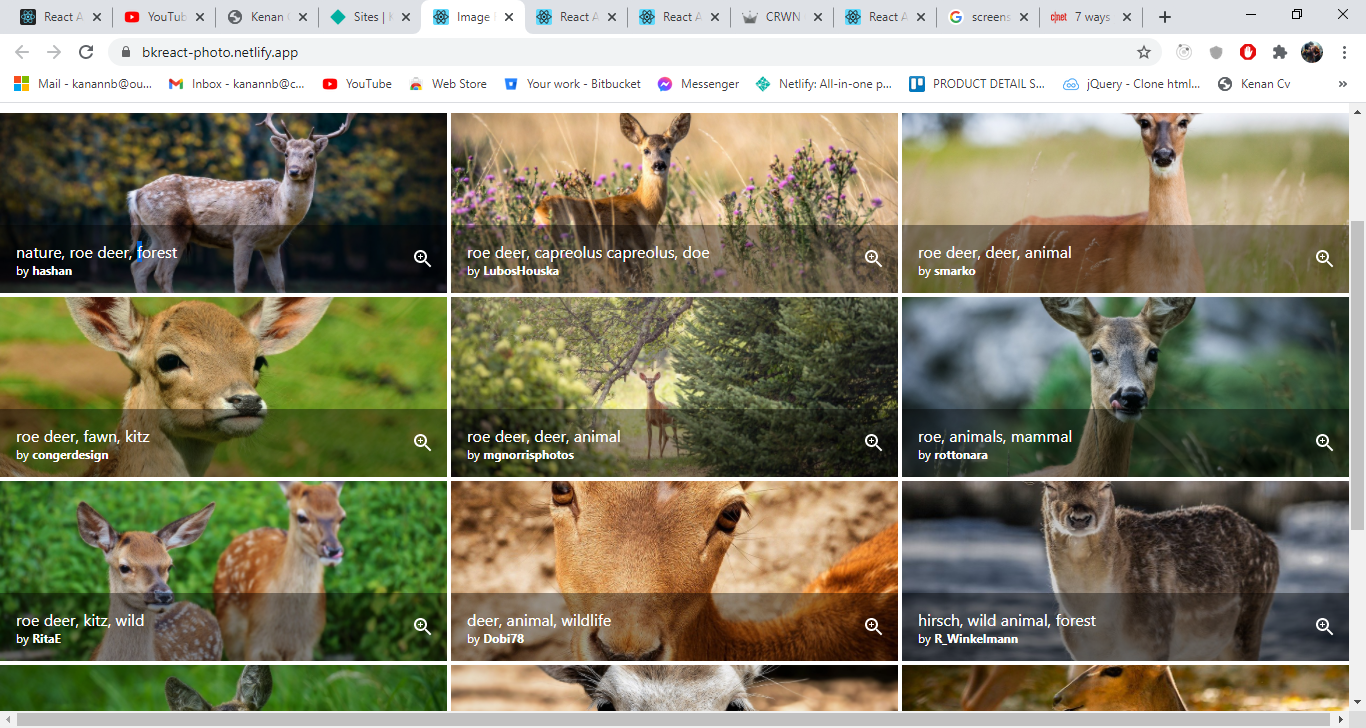 React A
YouTub
Kenan
Sites |
Image
React A
React A
CRWN
React A
screens
7 ways
bkreact-photo.netlify.app
Mail - kanannb@ou...
Inbox - kanannb@c...
YouTube
Web Store
Your work - Bitbucket
Messenger
Netlify: All-in-one p...
PRODUCT DETAIL S...
jQuery - Clone html...
Kenan Cv
»
nature, roe deer, forest
by hashan
roe deer, capreolus capreolus, doe
by LubosHouska
roe deer, deer, animal
by smarko
roe deer, fawn, kitz
by congerdesign
roe deer, deer, animal
by mgnorrisphotos
roe, animals, mammal
by rottonara
roe deer, kitz, wild
by RitaE
deer, animal, wildlife
by Dobi78
hirsch, wild animal, forest
by R_Winkelmann